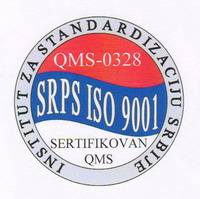 INSTITUT ZA STANDARDIZACIJU SRBIJE
QMS-0328
SRPS ISO 9001
SERTIFIKOVAN
QMS